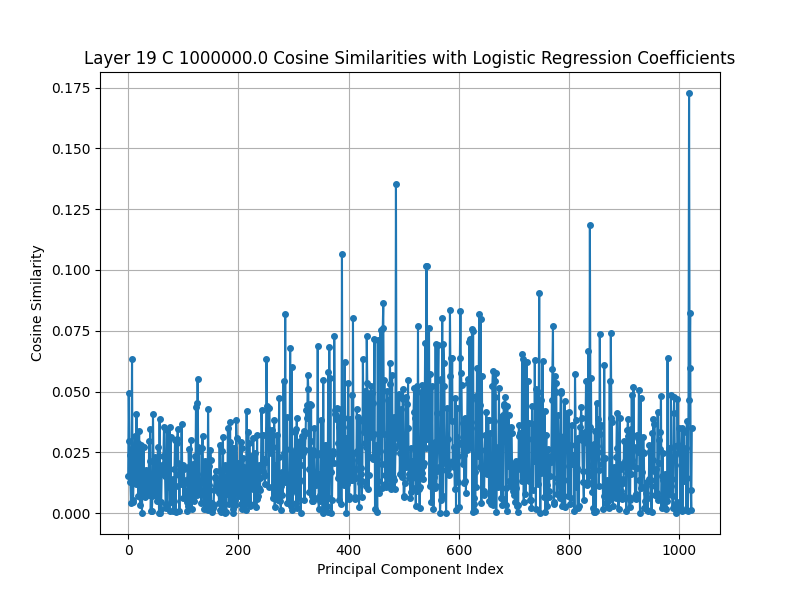 Layer 19 C 1000000.0 Cosine Similarities with Logistic Regression Coefficients
0.175
0.150
0.125
0.100
0.075
0.050
0.025
0.000
Cosine Similarity
0 200 400 600 800 1000
Principal Component Index